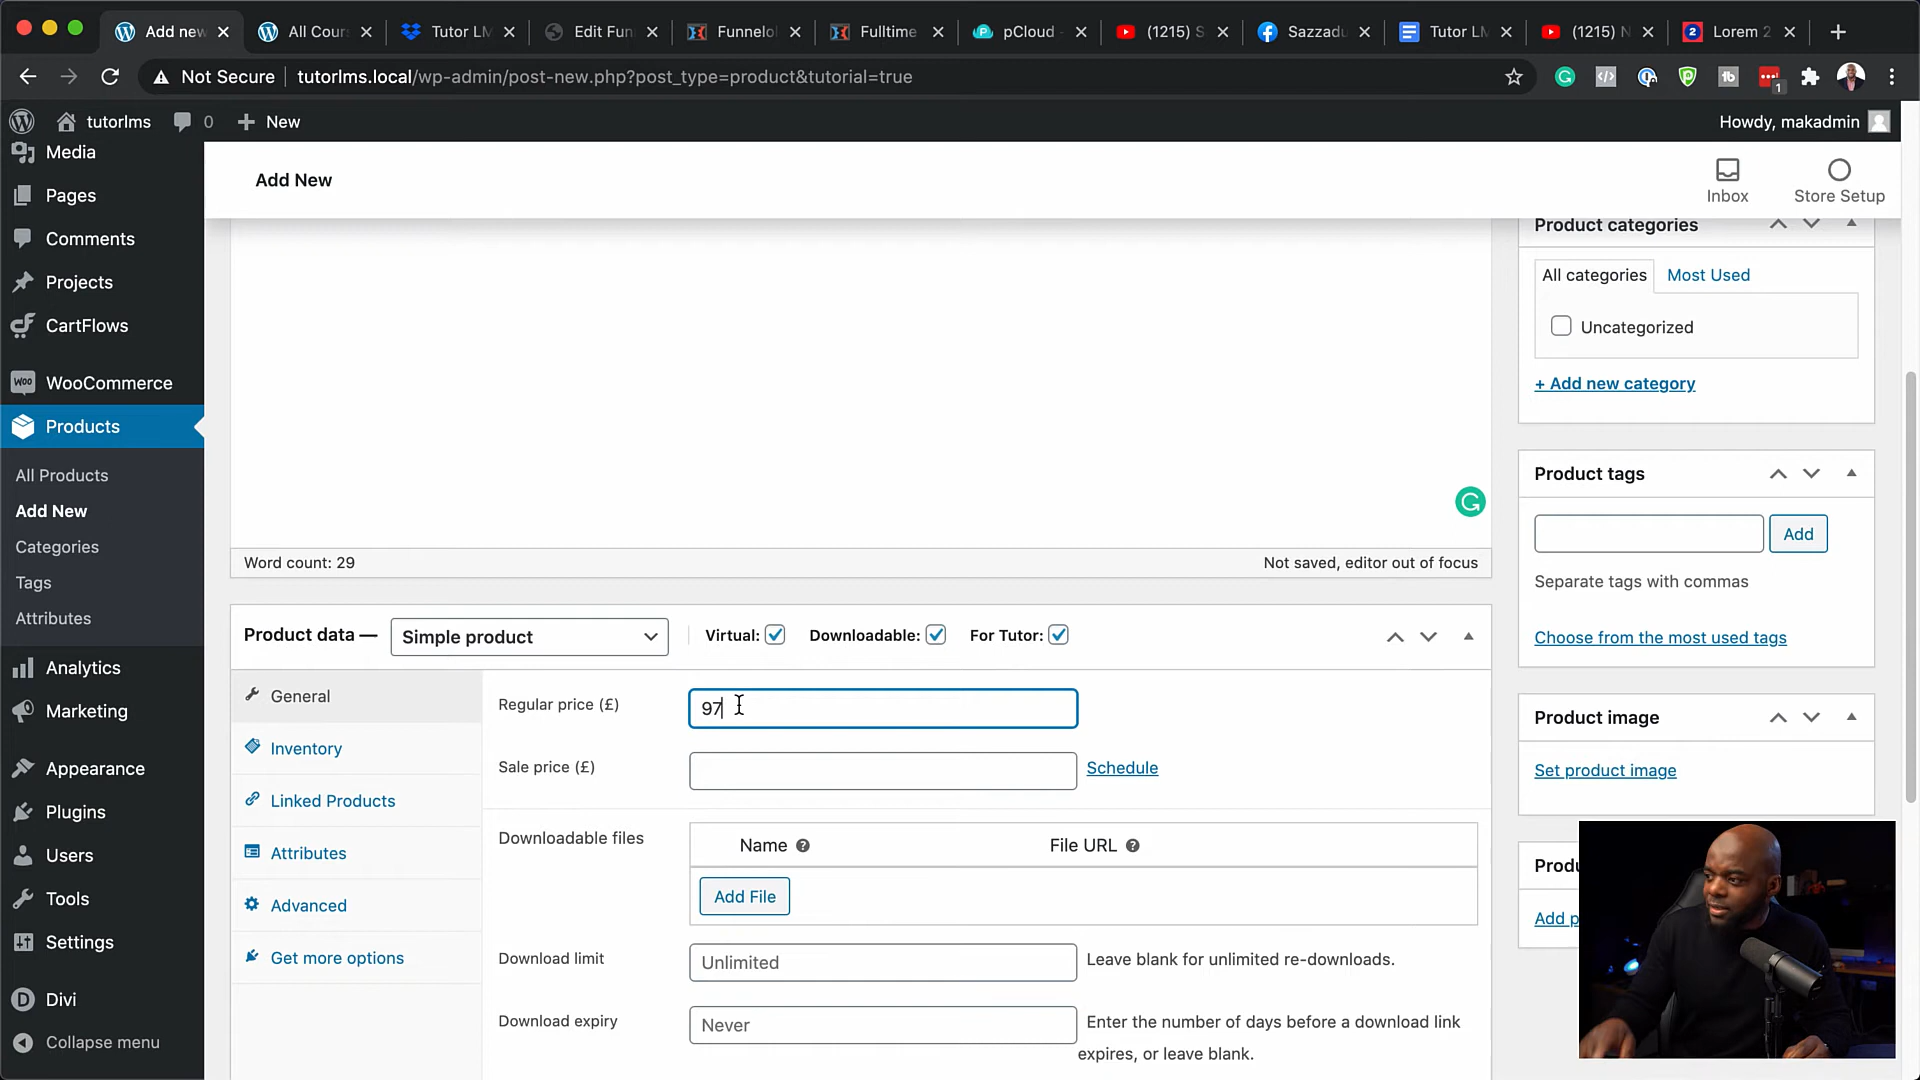 Add new
All Cour
Tutor LM
Edit Fun
Funnelo
Fulltime
pCloud
(1215) S
Sazzadu
Tutor LM
(1215) N
Lorem 2
Not Secure
tutorlms.local/wp-admin/post-new.php?post_type=product&tutorial=true
1
tutorlms
0
New
Howdy, makadmin
Media
Pages
Comments
Projects
CartFlows
WooCommerce
Products
All Products
Add New
Categories
Tags
Attributes
Analytics
Marketing
Appearance
Plugins
Users
Tools
Settings
Divi
Collapse menu
Add New
Inbox
Store Setup
Word count: 29
Not saved, editor out of focus
Product data —
Simple product
Virtual:
Downloadable:
For Tutor:
General
Inventory
Linked Products
Attributes
Advanced
Get more options
Regular price (£)
97
Sale price (£)
Schedule
Downloadable files
Name
File URL
Add File
Download limit
Unlimited
Leave blank for unlimited re-downloads.
Download expiry
Never
Enter the number of days before a download link
expires, or leave blank.
Product categories
All categories
Most Used
Uncategorized
+ Add new category
Product tags
Add
Separate tags with commas
Choose from the most used tags
Product image
Set product image
Produ
Add p